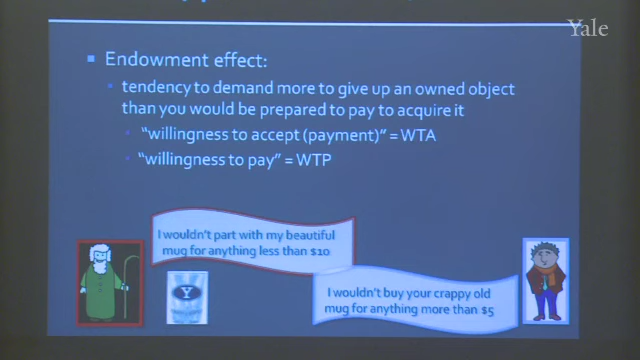 Yale
Endowment effect:
tendency to demand more to give up an owned object
than you would be prepared to pay to acquire it
"willingness to accept (payment)" = WTA
"willingness to pay" = WTP
I wouldn't part with my beautiful
mug for anything less than $10
Y
I wouldn't buy your crappy old
mug for anything more than $5